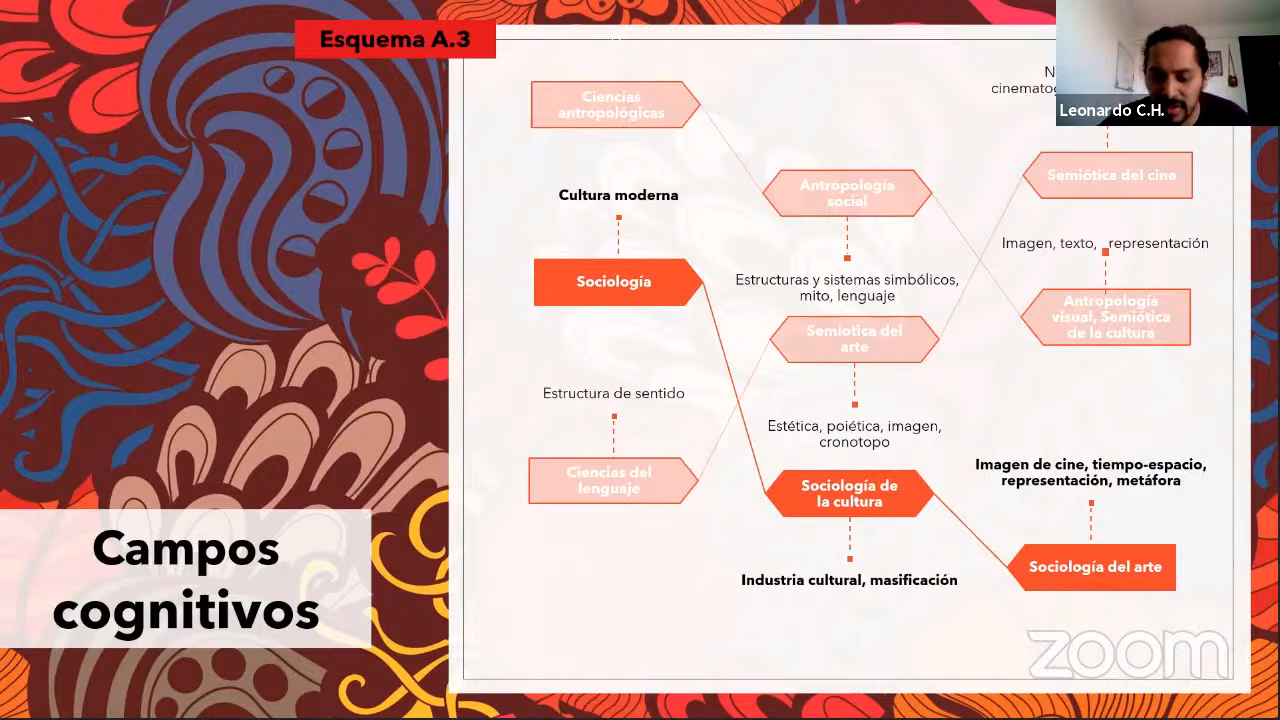 Esquema A.3
Leonardo C.H.
Ciencias
antropológicas
Cultura moderna
Sociología
Estructura de sentido
Ciencias del
lenguaje
Antropología
social
Estructuras y sistemas simbólicos,
mito, lenguaje
Semiotica del
arte
Estética, poiética, imagen,
cronotopo
Sociología de
la cultura
Industria cultural, masificación
Semiótica del cine
Imagen, texto, representación
Antropología
visual, Semiótica
de la cultura
Imagen de cine, tiempo-espacio,
representación, metáfora
Sociología del arte
Campos
cognitivos
zoom